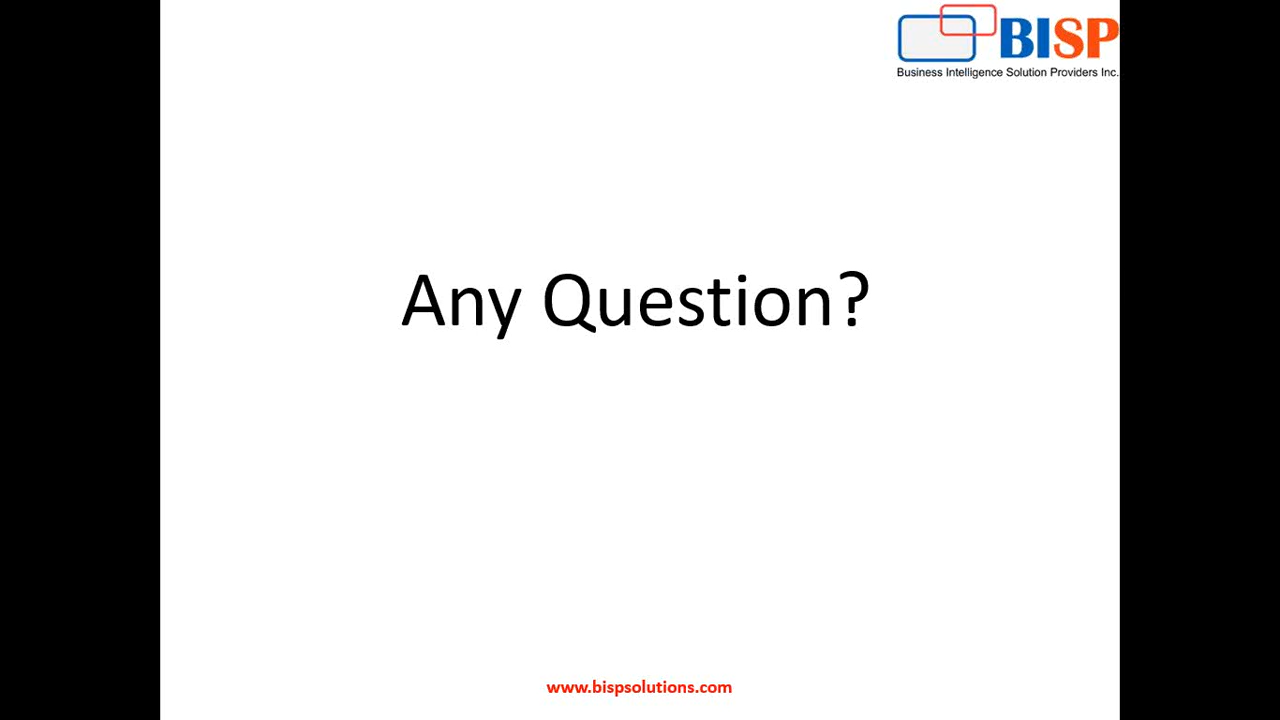 BISP
Business Intelligence Solution Providers Inc.
Any Question?
www.bispsolutions.com